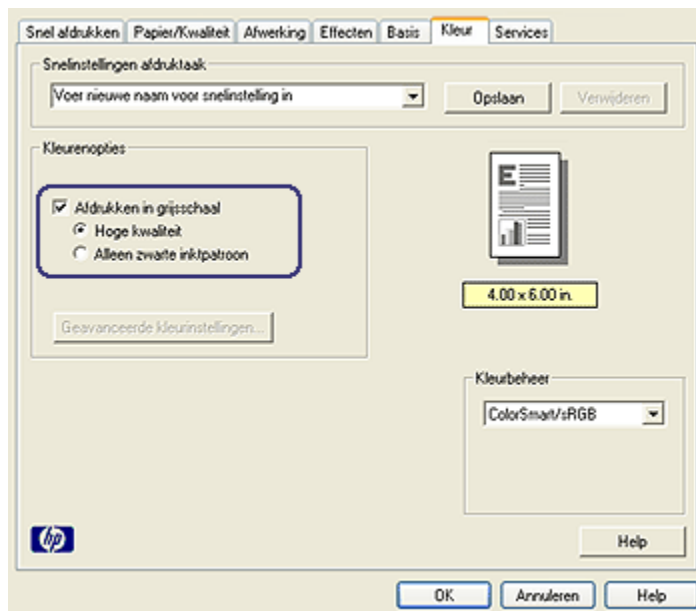 Snel afdrukken Papier/Kwaliteit Afwerking Effecten Basis Kleur Services
Snelinstellingen afdruktaak
Voer nieuwe naam voor snelinstelling in Opslaan Verwijderen
Kleurenopties
Afdrukken in grijsschaal
Hoge kwaliteit
Alleen zwarte inktpatroon
Geavanceerde kleurinstellingen...
E
4.00 x 6.00 in.
Kleurbeheer
ColorSmart/sRGB
hp
Help
OK Annuleren Help